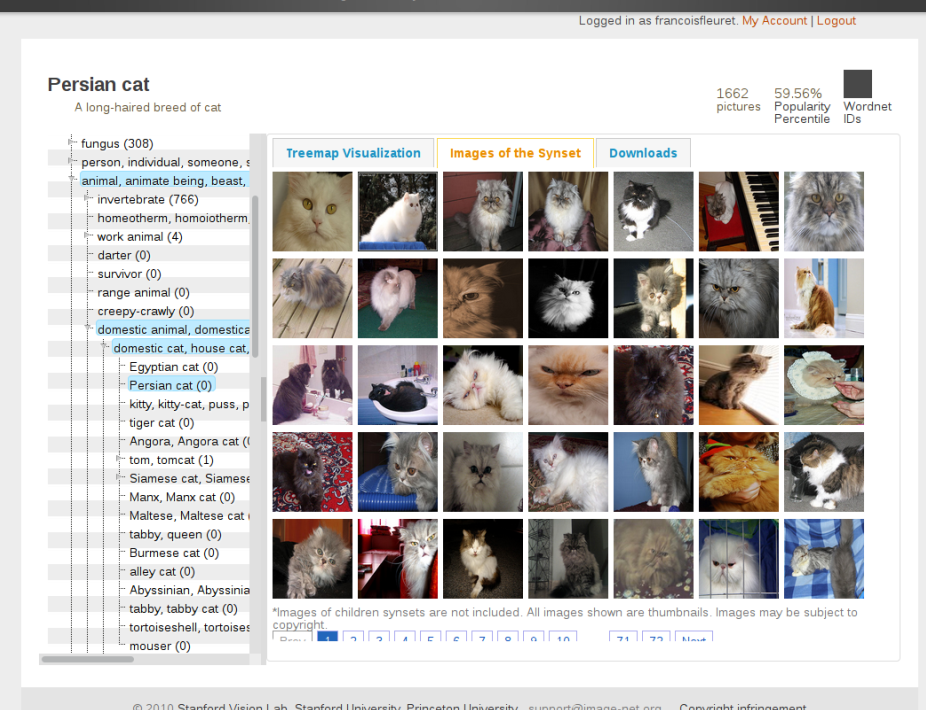 Logged in as francoisfleuret. My Account | Logout
Persian cat
A long-haired breed of cat
1662
pictures
59.56%
Popularity
Percentile
Wordnet
IDs
fungus (308)
person, individual, someone, s
animal, animate being, beast,
invertebrate (766)
homeotherm, homoiotherm,
work animal (4)
darter (0)
survivor (0)
range animal (0)
creepy-crawly (0)
domestic animal, domestica
domestic cat, house cat,
Egyptian cat (0)
Persian cat (0)
kitty, kitty-cat, puss, p
tiger cat (0)
Angora, Angora cat (
tom, tomcat (1)
Siamese cat, Siamese
Manx, Manx cat (0)
Maltese, Maltese cat
tabby, queen (0)
Burmese cat (0)
alley cat (0)
Abyssinian, Abyssinia
tabby, tabby cat (0)
tortoiseshell, tortoises
mouser (0)
Treemap Visualization
Images of the Synset
Downloads
*Images of children synsets are not included. All images shown are thumbnails. Images may be subject to
copyright.
Prev 1 2 3 4 5 6 7 8 9 10 71 72 Next
© 2010 Stanford Vision Lab, Stanford University, Princeton University support@image-net.org Copyright infringement